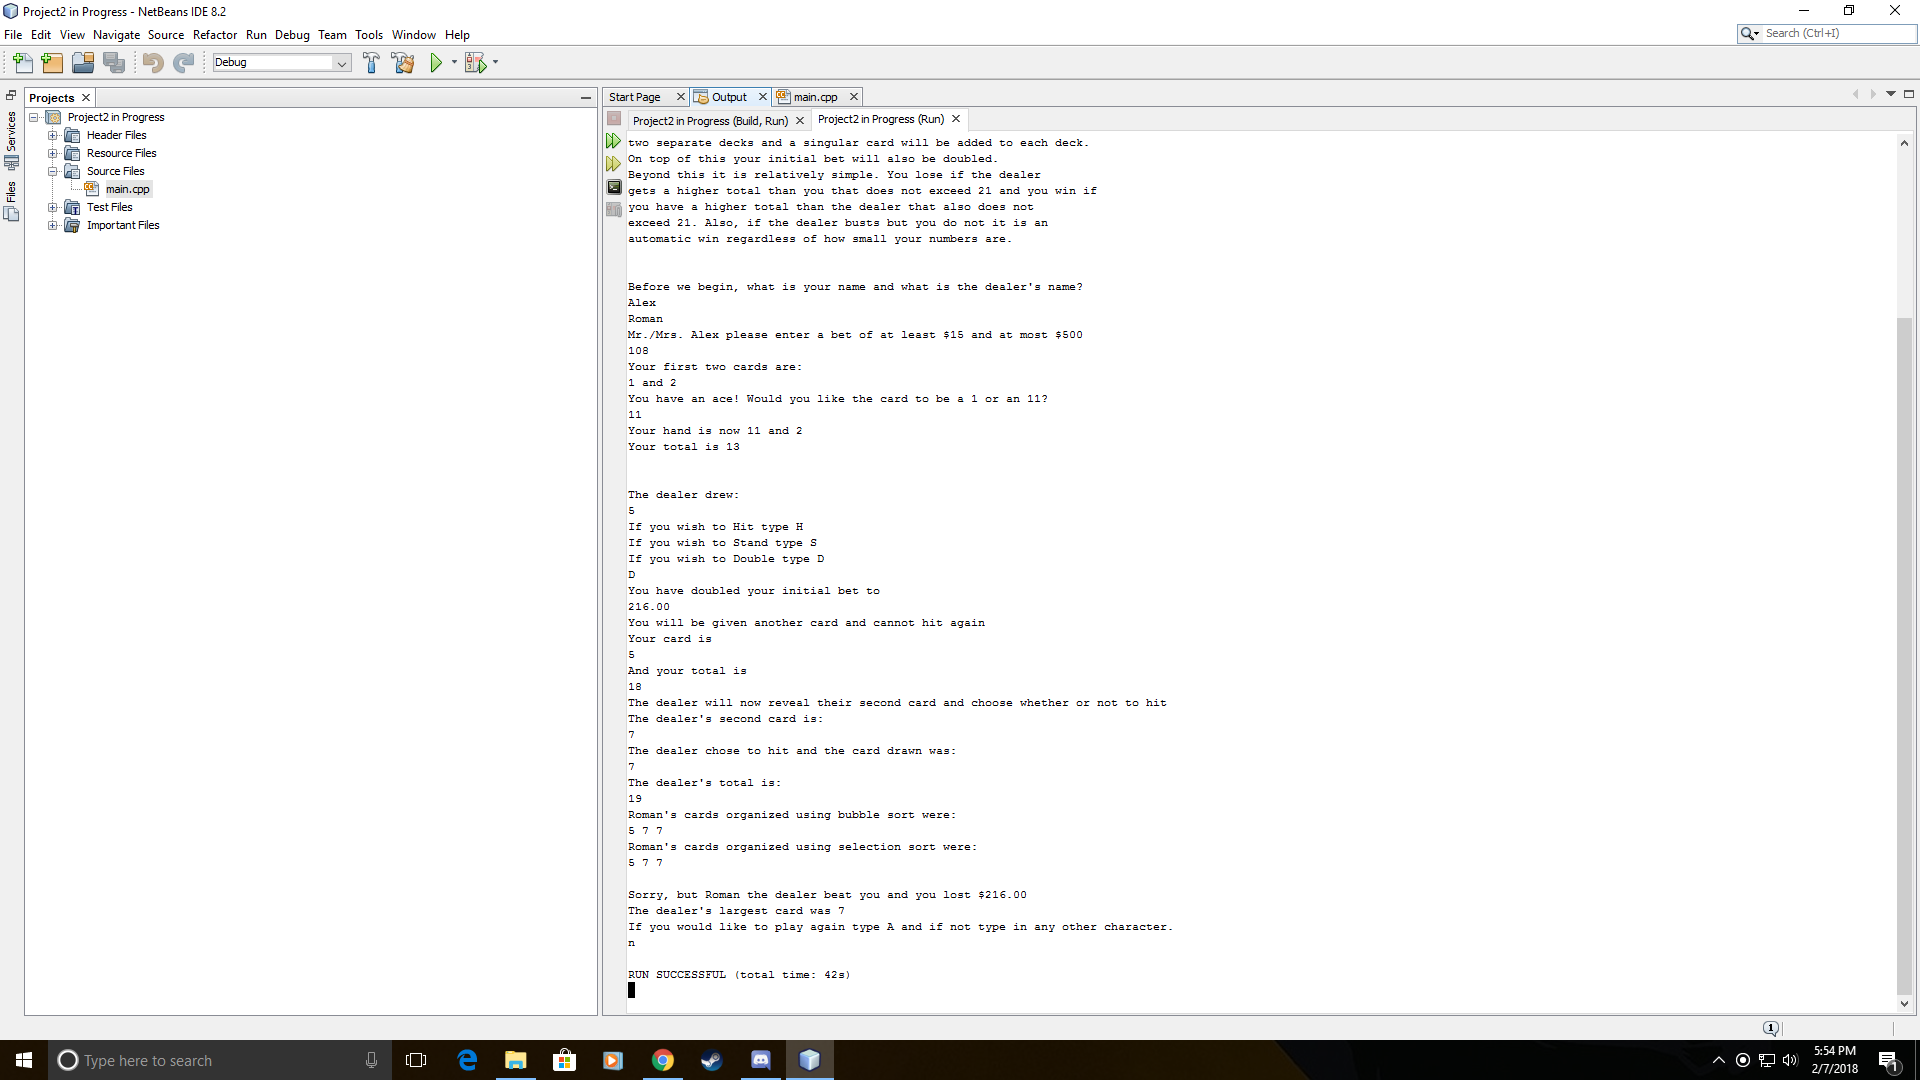 Project2 in Progress - NetBeans IDE 8.2
File Edit View Navigate Source Refactor Run Debug Team Tools Window Help
Search (Ctrl+I)
Debug
Services
Files
Projects
Project2 in Progress
Header Files
Resource Files
Source Files
main.cpp
Test Files
Important Files
Start Page Output main.cpp
Project2 in Progress (Build, Run) Project2 in Progress (Run)
two separate decks and a singular card will be added to each deck.
On top of this your initial bet will also be doubled.
Beyond this it is relatively simple. You lose if the dealer
gets a higher total than you that does not exceed 21 and you win if
you have a higher total than the dealer that also does not
exceed 21. Also, if the dealer busts but you do not it is an
automatic win regardless of how small your numbers are.
Before we begin, what is your name and what is the dealer's name?
Alex
Roman
Mr./Mrs. Alex please enter a bet of at least $15 and at most $500
108
Your first two cards are:
1 and 2
You have an ace! Would you like the card to be a 1 or an 11?
11
Your hand is now 11 and 2
Your total is 13
The dealer drew:
5
If you wish to Hit type H
If you wish to Stand type S
If you wish to Double type D
D
You have doubled your initial bet to
216.00
You will be given another card and cannot hit again
Your card is
5
And your total is
18
The dealer will now reveal their second card and choose whether or not to hit
The dealer's second card is:
7
The dealer chose to hit and the card drawn was:
7
The dealer's total is:
19
Roman's cards organized using bubble sort were:
5 7 7
Roman's cards organized using selection sort were:
5 7 7
Sorry, but Roman the dealer beat you and you lost $216.00
The dealer's largest card was 7
If you would like to play again type A and if not type in any other character.
n
RUN SUCCESSFUL (total time: 42s)
1
Type here to search
5:54 PM
2/7/2018
1